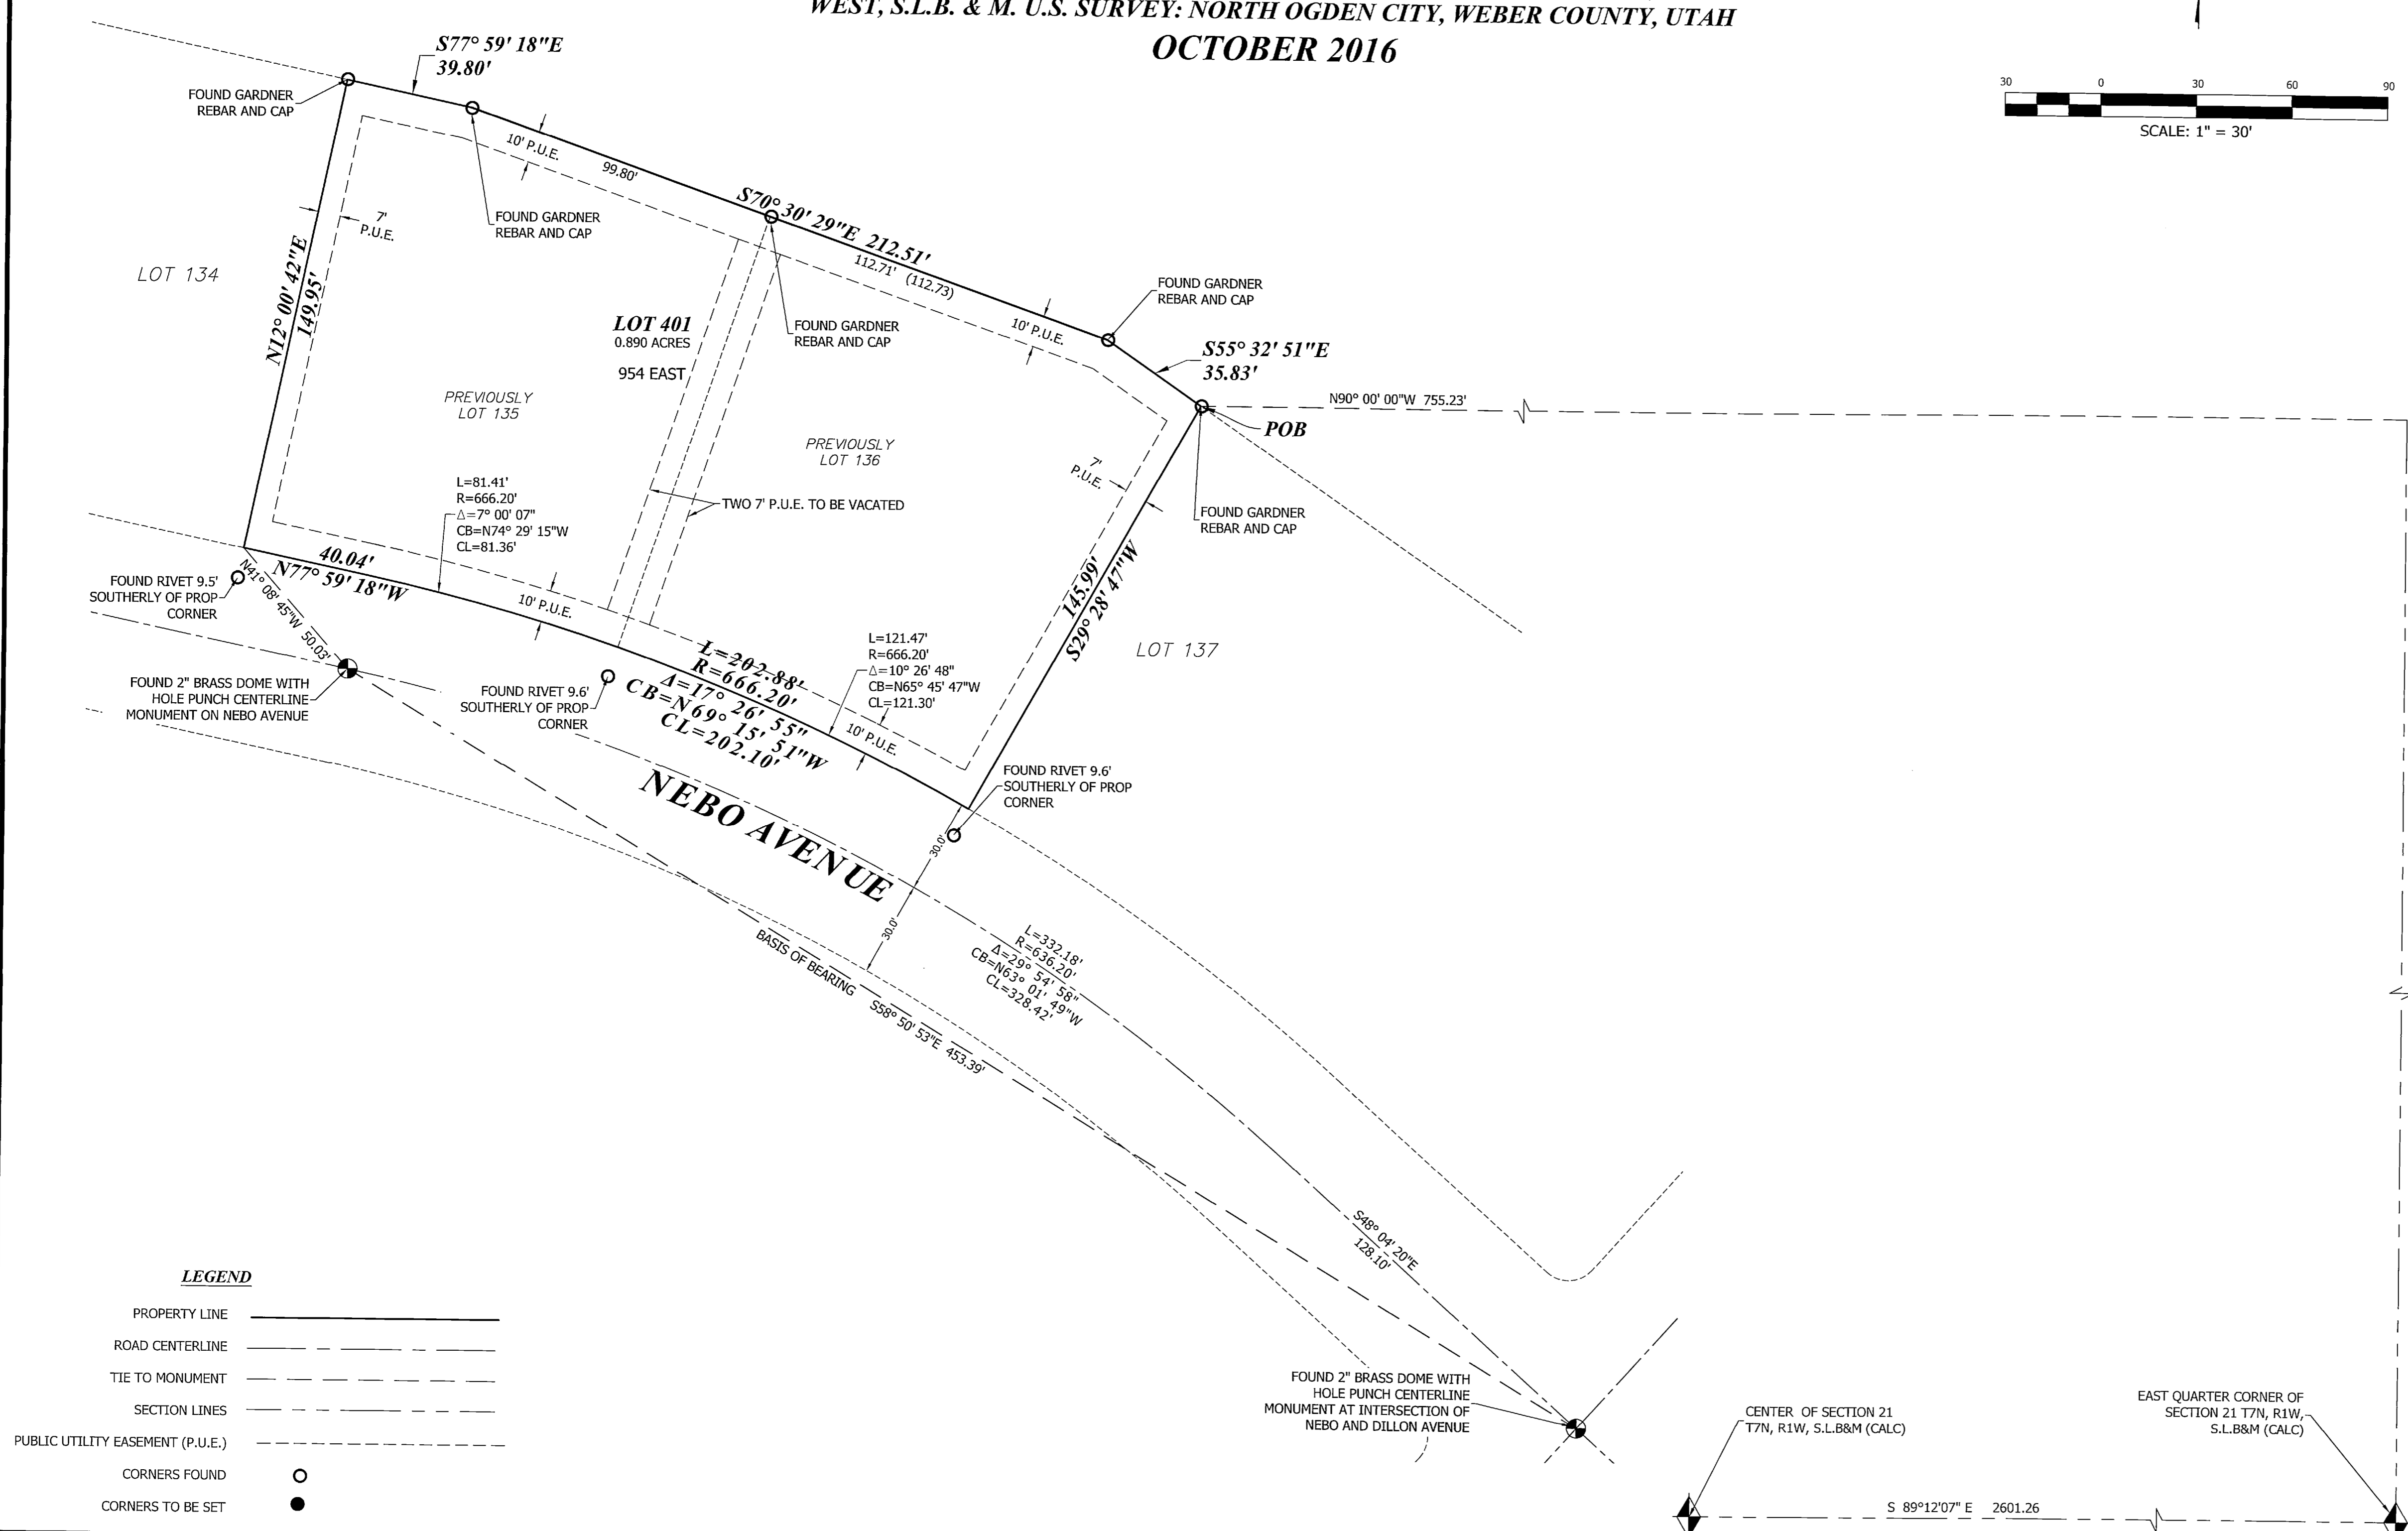 WEST, S.L.B. & M. U.S. SURVEY: NORTH OGDEN CITY, WEBER COUNTY, UTAH
OCTOBER 2016
30 0 30 60 90
SCALE: 1" = 30'
S77° 59' 18"E
39.80'
FOUND GARDNER
REBAR AND CAP
10' P.U.E.
99.80'
FOUND GARDNER
REBAR AND CAP
7'
P.U.E.
S70° 30' 29"E 212.51'
112.71' (112.73)
LOT 134
N12° 00' 42"E
149.95'
FOUND GARDNER
REBAR AND CAP
FOUND GARDNER
REBAR AND CAP
10' P.U.E.
LOT 401
0.890 ACRES
954 EAST
S55° 32' 51"E
35.83'
N90° 00' 00"W 755.23'
POB
PREVIOUSLY
LOT 135
PREVIOUSLY
LOT 136
7'
P.U.E.
L=81.41'
R=666.20'
Δ=7° 00' 07"
CB=N74° 29' 15"W
CL=81.36'
TWO 7' P.U.E. TO BE VACATED
FOUND GARDNER
REBAR AND CAP
40.04'
N77° 59' 18"W
FOUND RIVET 9.5'
SOUTHERLY OF PROP
CORNER
N41° 08' 45"W 50.03'
10' P.U.E.
145.99'
S29° 28' 47"W
LOT 137
L=121.47'
R=666.20'
Δ=10° 26' 48"
CB=N65° 45' 47"W
CL=121.30'
L=202.88'
R=666.20'
Δ=17° 26' 55"
CB=N69° 15' 51"W
CL=202.10'
10' P.U.E.
FOUND 2" BRASS DOME WITH
HOLE PUNCH CENTERLINE
MONUMENT ON NEBO AVENUE
FOUND RIVET 9.6'
SOUTHERLY OF PROP
CORNER
FOUND RIVET 9.6'
SOUTHERLY OF PROP
CORNER
NEBO AVENUE
30.0'
30.0'
L=332.18'
R=636.20'
Δ=29° 54' 58"
CB=N63° 01' 49"W
CL=328.42'
BASIS OF BEARING S58° 50' 53"E 453.39'
S48° 04' 20"E
128.10'
LEGEND
PROPERTY LINE
ROAD CENTERLINE
TIE TO MONUMENT
SECTION LINES
PUBLIC UTILITY EASEMENT (P.U.E.)
CORNERS FOUND
CORNERS TO BE SET
FOUND 2" BRASS DOME WITH
HOLE PUNCH CENTERLINE
MONUMENT AT INTERSECTION OF
NEBO AND DILLON AVENUE
CENTER OF SECTION 21
T7N, R1W, S.L.B&M (CALC)
EAST QUARTER CORNER OF
SECTION 21 T7N, R1W,
S.L.B&M (CALC)
S 89°12'07" E 2601.26